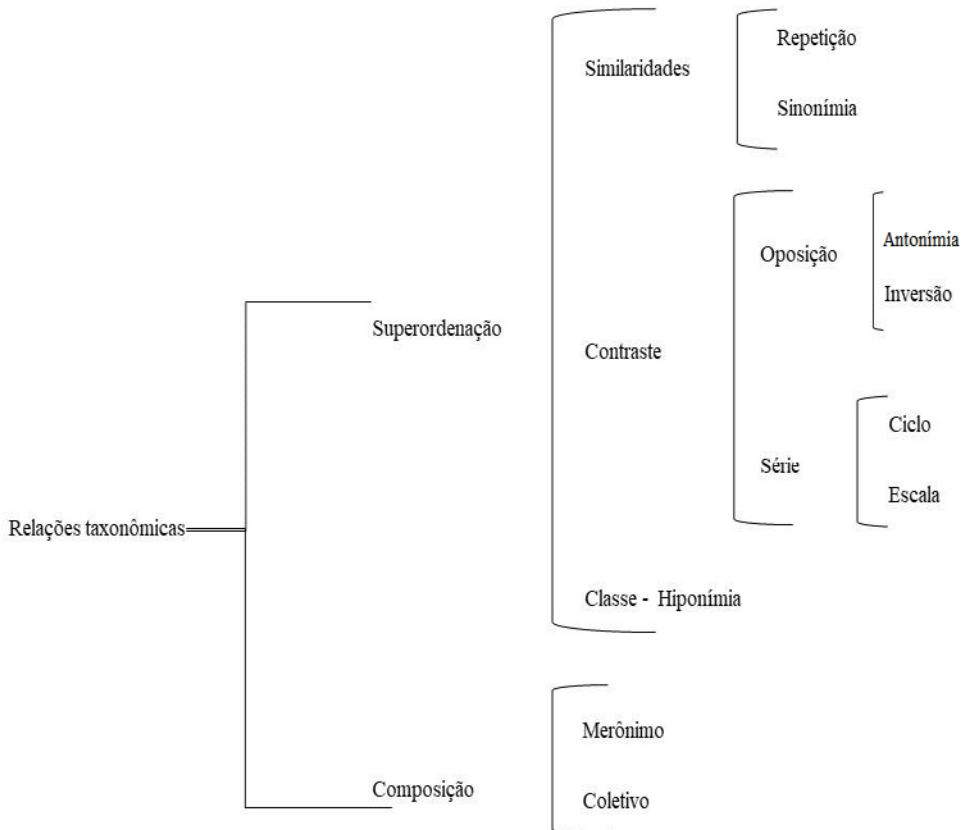 Similaridades
Repetição
Sinonímia
Oposição
Antonímia
Inversão
Superordenação
Contraste
Série
Ciclo
Escala
Relações taxonômicas
Classe - Hiponímia
Merônimo
Composição
Coletivo